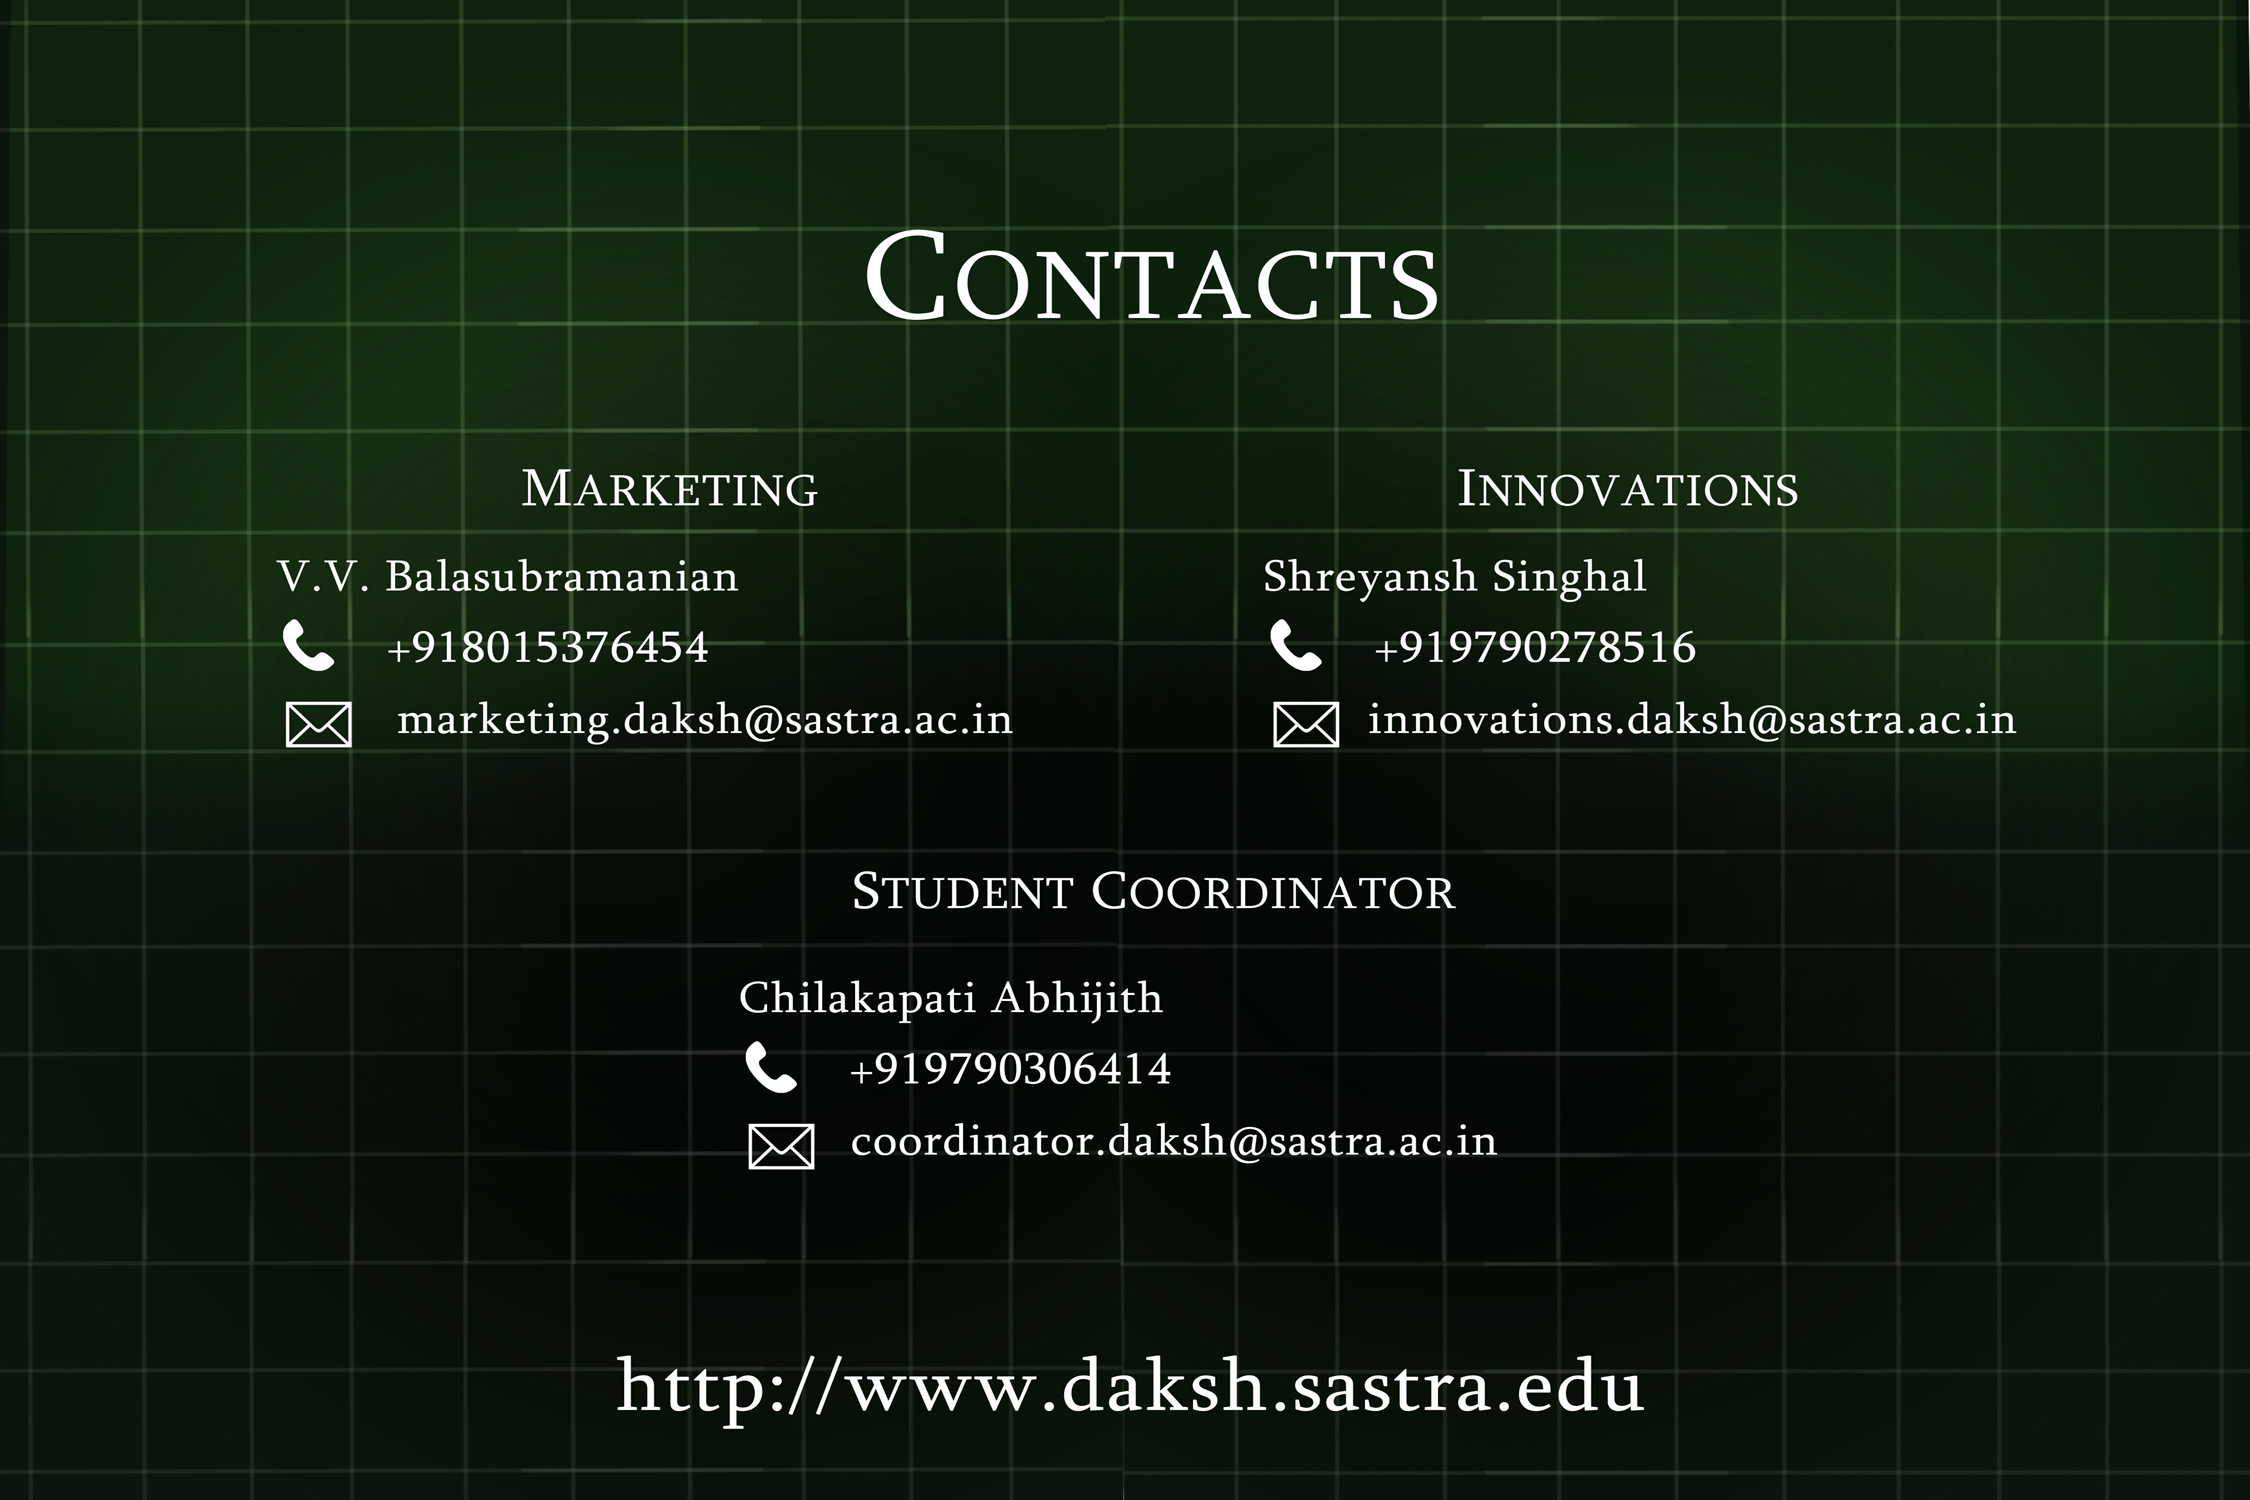 Contacts
Marketing
V.V. Balasubramanian
+918015376454
marketing.daksh@sastra.ac.in
Innovations
Shreyansh Singhal
+919790278516
innovations.daksh@sastra.ac.in
Student Coordinator
Chilakapati Abhijith
+919790306414
coordinator.daksh@sastra.ac.in
http://www.daksh.sastra.edu